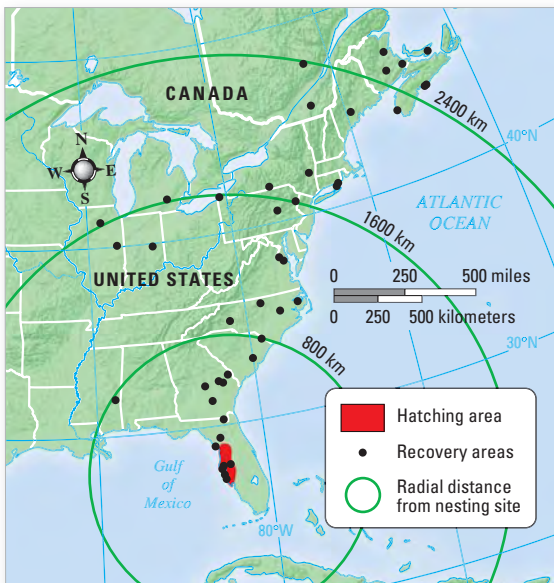 CANADA
2400 km
40°N
N
W E
S
ATLANTIC
OCEAN
1600 km
UNITED STATES
0 250 500 miles
0 250 500 kilometers
800 km
30°N
Hatching area
Recovery areas
Radial distance
from nesting site
Gulf
of
Mexico
80°W